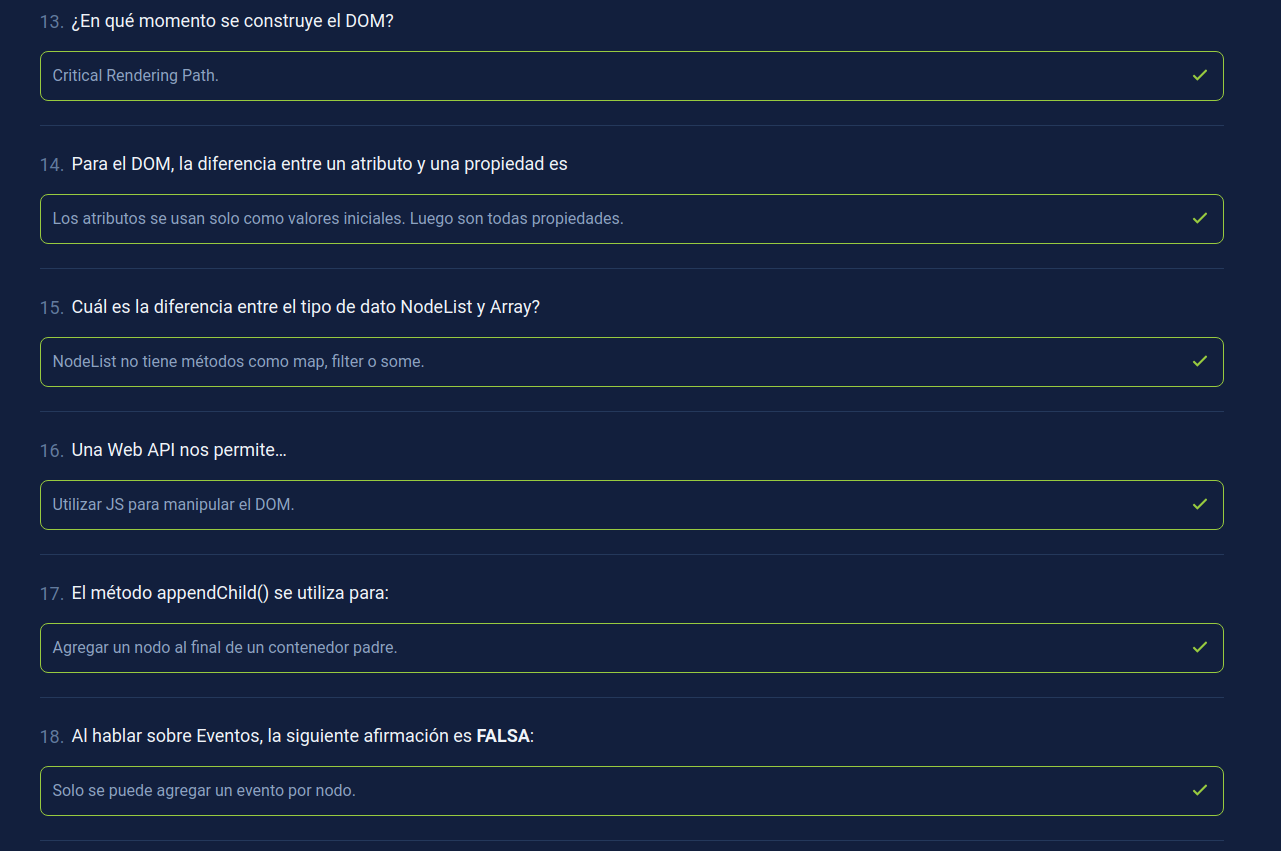 13. ¿En qué momento se construye el DOM?
Critical Rendering Path.
14. Para el DOM, la diferencia entre un atributo y una propiedad es
Los atributos se usan solo como valores iniciales. Luego son todas propiedades.
15. Cuál es la diferencia entre el tipo de dato NodeList y Array?
NodeList no tiene métodos como map, filter o some.
16. Una Web API nos permite...
Utilizar JS para manipular el DOM.
17. El método appendChild() se utiliza para:
Agregar un nodo al final de un contenedor padre.
18. Al hablar sobre Eventos, la siguiente afirmación es FALSA:
Solo se puede agregar un evento por nodo.